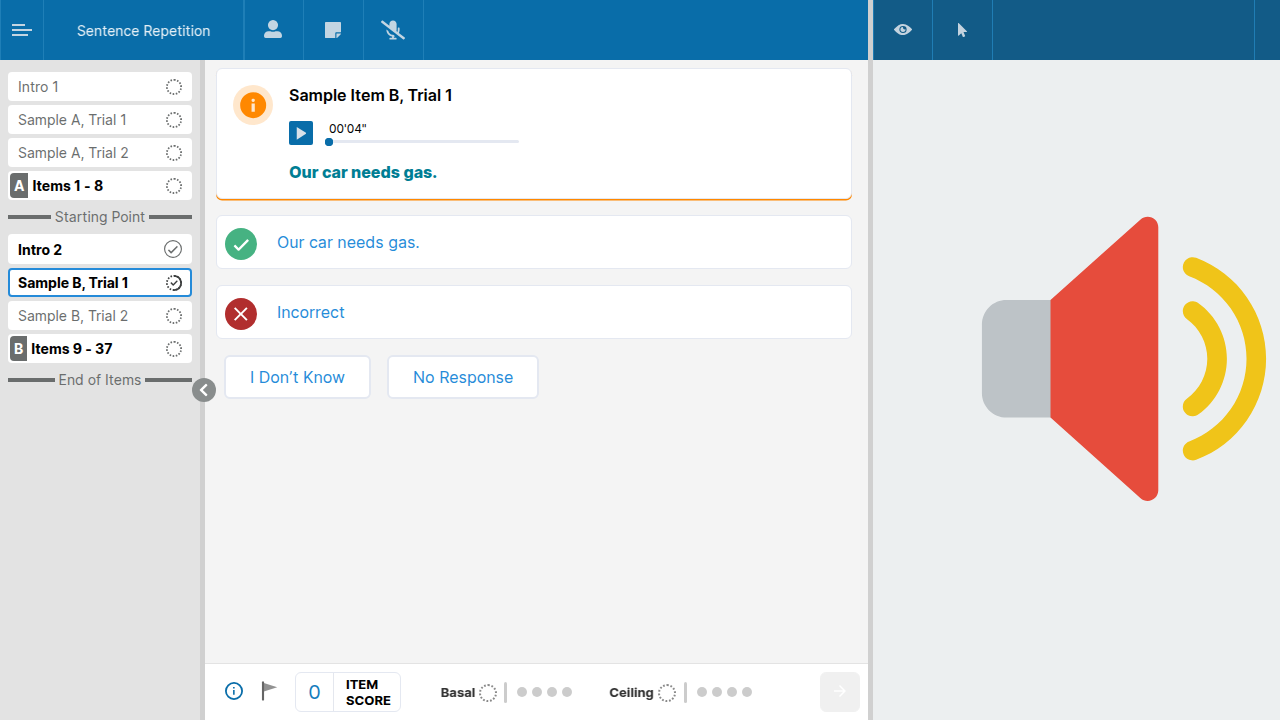 Sentence Repetition
Intro 1
Sample A, Trial 1
Sample A, Trial 2
A Items 1 - 8
Starting Point
Intro 2
Sample B, Trial 1
Sample B, Trial 2
B Items 9 - 37
End of Items
Sample Item B, Trial 1
00'04"
Our car needs gas.
Our car needs gas.
Incorrect
I Don’t Know
No Response
0
ITEM
SCORE
Basal
Ceiling